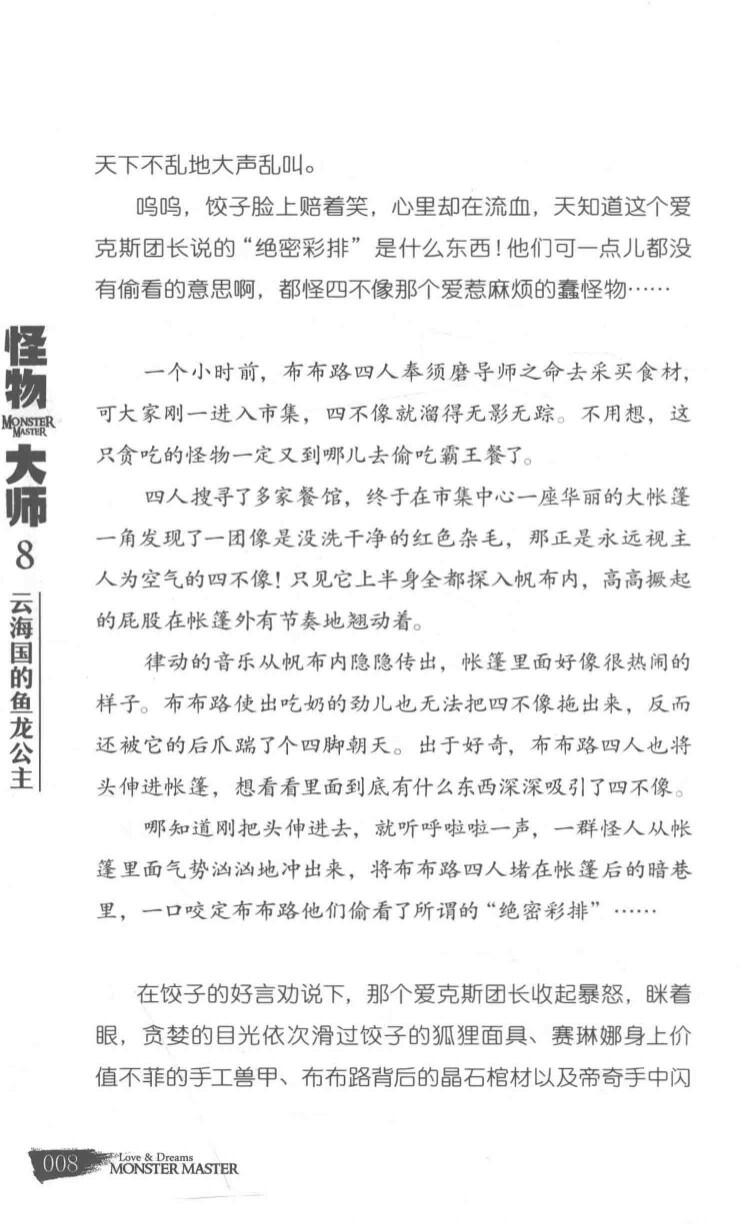 天下不乱地大声乱叫。
呜呜，饺子脸上赔着笑，心里却在流血，天知道这个爱
克斯团长说的“绝密彩排”是什么东西！他们可一点儿都没
有偷看的意思啊，都怪四不像那个爱惹麻烦的蠢怪物……
一个小时前，布布路四人奉须磨导师之命去采买食材，
可大家刚一进入市集，四不像就溜得无影无踪。不用想，这
只贪吃的怪物一定又到哪儿去偷吃霸王餐了。
四人搜寻了多家餐馆，终于在市集中心一座华丽的大帐篷
一角发现了一团像是没洗干净的红色杂毛，那正是永远视主
人为空气的四不像！只见它上半身全都探入帆布内，高高撅起
的屁股在帐篷外有节奏地翘动着。
律动的音乐从帆布内隐隐传出，帐篷里面好像很热闹的
样子。布布路使出吃奶的劲儿也无法把四不像拖出来，反而
还被它的后爪踹了个四脚朝天。出于好奇，布布路四人也将
头伸进帐篷，想看看里面到底有什么东西深深吸引了四不像。
哪知道刚把头伸进去，就听呼啦啦一声，一群怪人从帐
篷里面气势汹汹地冲出来，将布布路四人堵在帐篷后的暗巷
里，一口咬定布布路他们偷看了所谓的“绝密彩排”……
在饺子的好言劝说下，那个爱克斯团长收起暴怒，眯着
眼，贪婪的目光依次滑过饺子的狐狸面具、赛琳娜身上价
值不菲的手工兽甲、布布路背后的晶石棺材以及帝奇手中闪
怪物
MONSTER
MASTER
大师
8
云海国的鱼龙公主
008
Love & Dreams
MONSTER MASTER